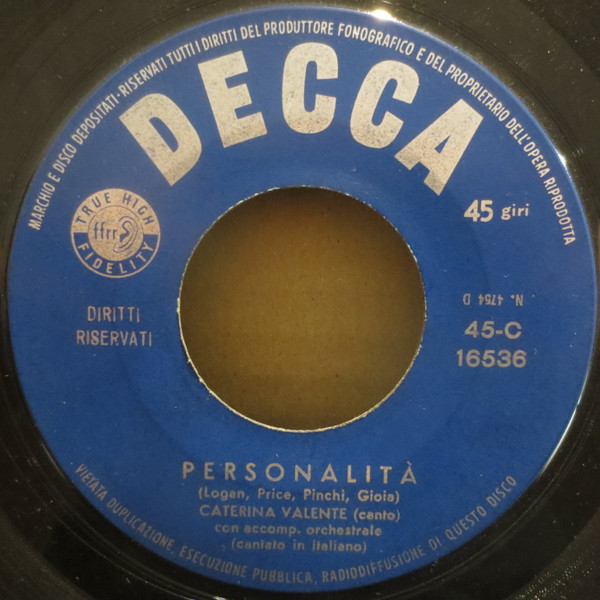 MARCHIO E DISCO DEPOSITATI · RISERVATI TUTTI I DIRITTI DEL PRODUTTORE FONOGRAFICO E DEL PROPRIETARIO DELL'OPERA RIPRODOTTA
DECCA
45 giri
TRUE HIGH
ffrr
FIDELITY
N. 4754 D
DIRITTI
RISERVATI
45-C
16536
PERSONALITÀ
(Logan, Price, Pinchi, Gioia)
CATERINA VALENTE (canto)
con accomp. orchestrale
(cantato in italiano)
VIETATA DUPLICAZIONE, ESECUZIONE PUBBLICA, RADIODIFFUSIONE DI QUESTO DISCO